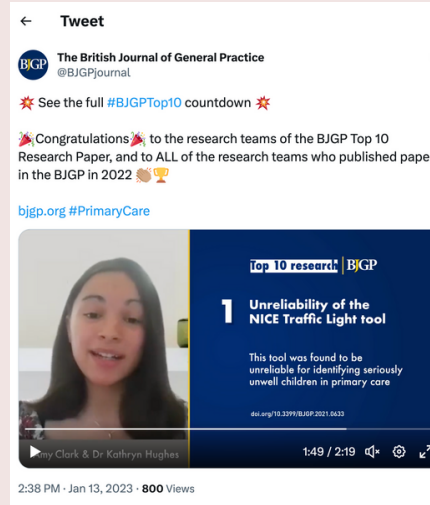 ← Tweet
BJGP
The British Journal of General Practice
@BJGPjournal
💥 See the full #BJGPTop10 countdown 💥
🎉Congratulations🎉 to the research teams of the BJGP Top 10
Research Paper, and to ALL of the research teams who published pape
in the BJGP in 2022 👏🏽🏆
bjgp.org #PrimaryCare
Top 10 research BJGP
1 Unreliability of the
NICE Traffic Light tool
This tool was found to be
unreliable for identifying seriously
unwell children in primary care
doi.org/10.3399/BJGP.2021.0633
my Clark & Dr Kathryn Hughes
1:49 / 2:19
2:38 PM · Jan 13, 2023 · 800 Views